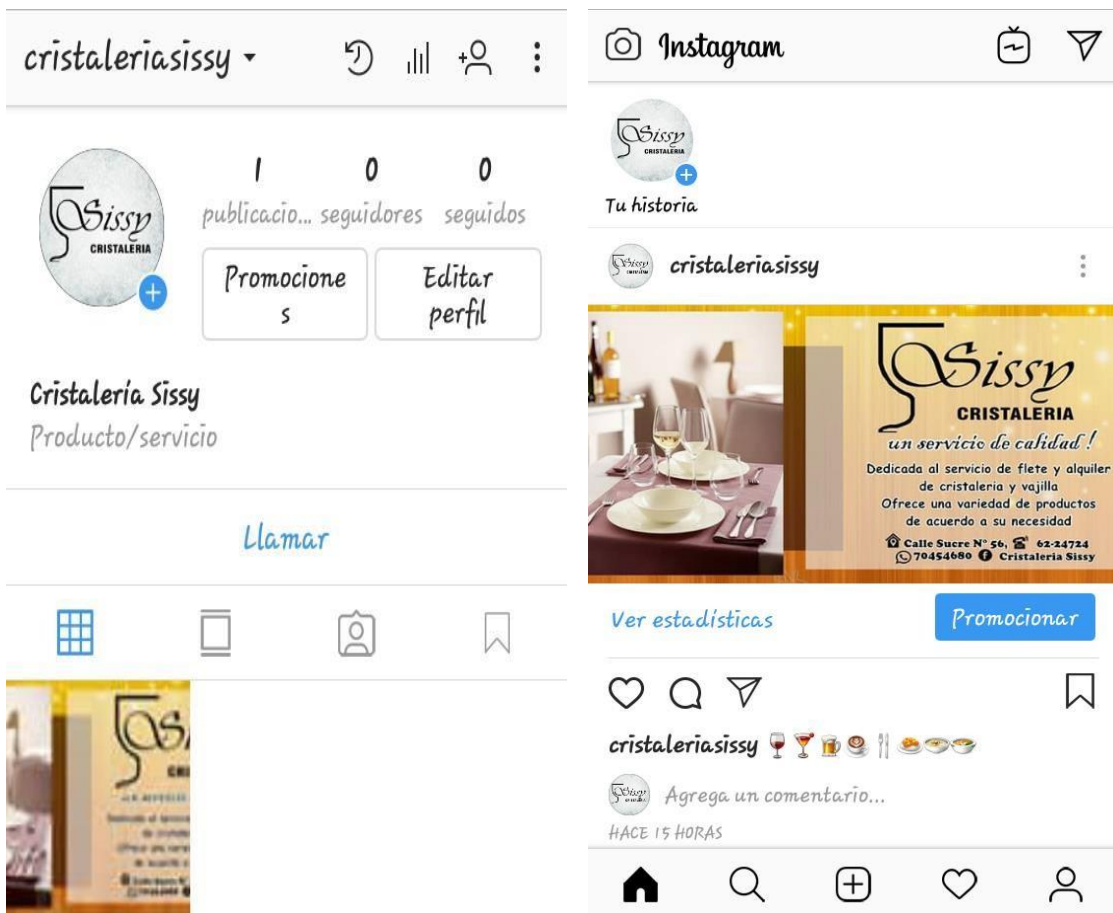 cristaleriasissy
Sissy
CRISTALERIA
1 0 0
publicacio... seguidores seguidos
Promocione
s
Editar
perfil
Cristalería Sissy
Producto/servicio
Llamar
Instagram
Sissy
CRISTALERIA
Tu historia
cristaleriasissy
Sissy
CRISTALERIA
un servicio de calidad !
Dedicada al servicio de flete y alquiler
de cristaleria y vajilla
Ofrece una variedad de productos
de acuerdo a su necesidad
Calle Sucre N° 56, 62-24724
70454680 Cristaleria Sissy
Ver estadísticas
Promocionar
cristaleriasissy 🍷🍸🍺☕🍴🍛🍲🍲
Agrega un comentario...
HACE 15 HORAS